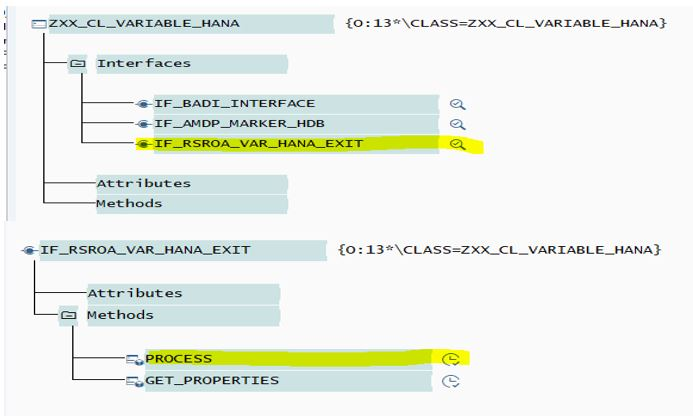 ZXX_CL_VARIABLE_HANA {O:13*\CLASS=ZXX_CL_VARIABLE_HANA}
Interfaces
IF_BADI_INTERFACE
IF_AMDP_MARKER_HDB
IF_RSROA_VAR_HANA_EXIT
Attributes
Methods
IF_RSROA_VAR_HANA_EXIT {O:13*\CLASS=ZXX_CL_VARIABLE_HANA}
Attributes
Methods
PROCESS
GET_PROPERTIES